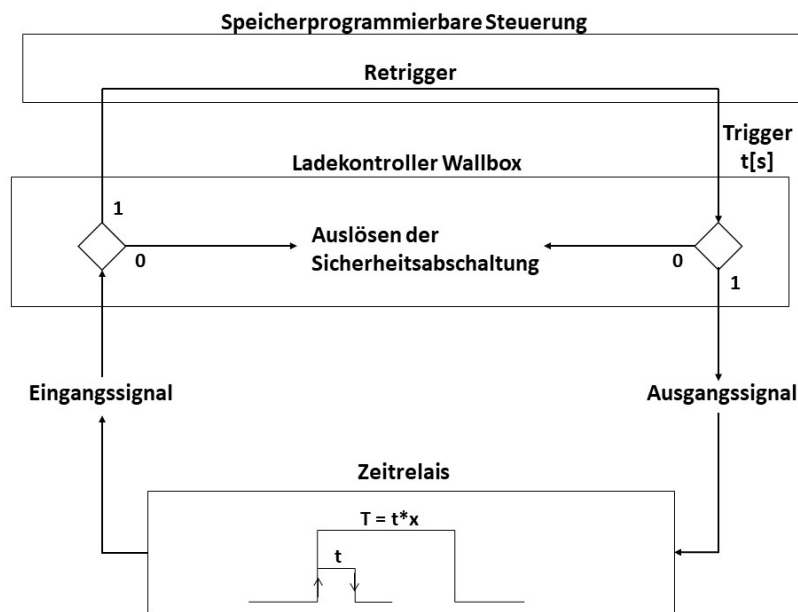 Speicherprogrammierbare Steuerung
Retrigger
Trigger
t[s]
Ladekontroller Wallbox
1
0
Auslösen der
Sicherheitsabschaltung
0
1
Eingangssignal
Ausgangssignal
Zeitrelais
T = t*x
t